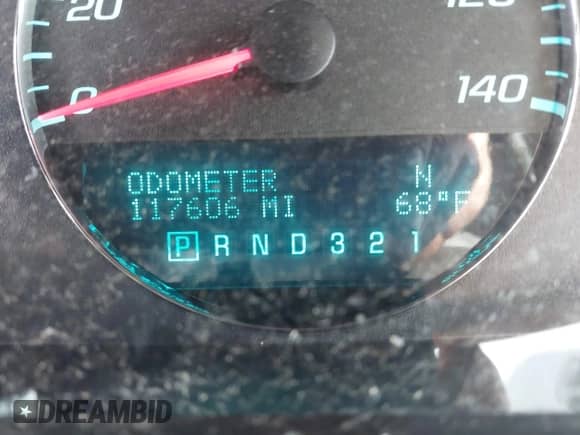 20
120
0
140
ODOMETER N
117606 MI 68°F
P R N D 3 2 1
DREAMBID